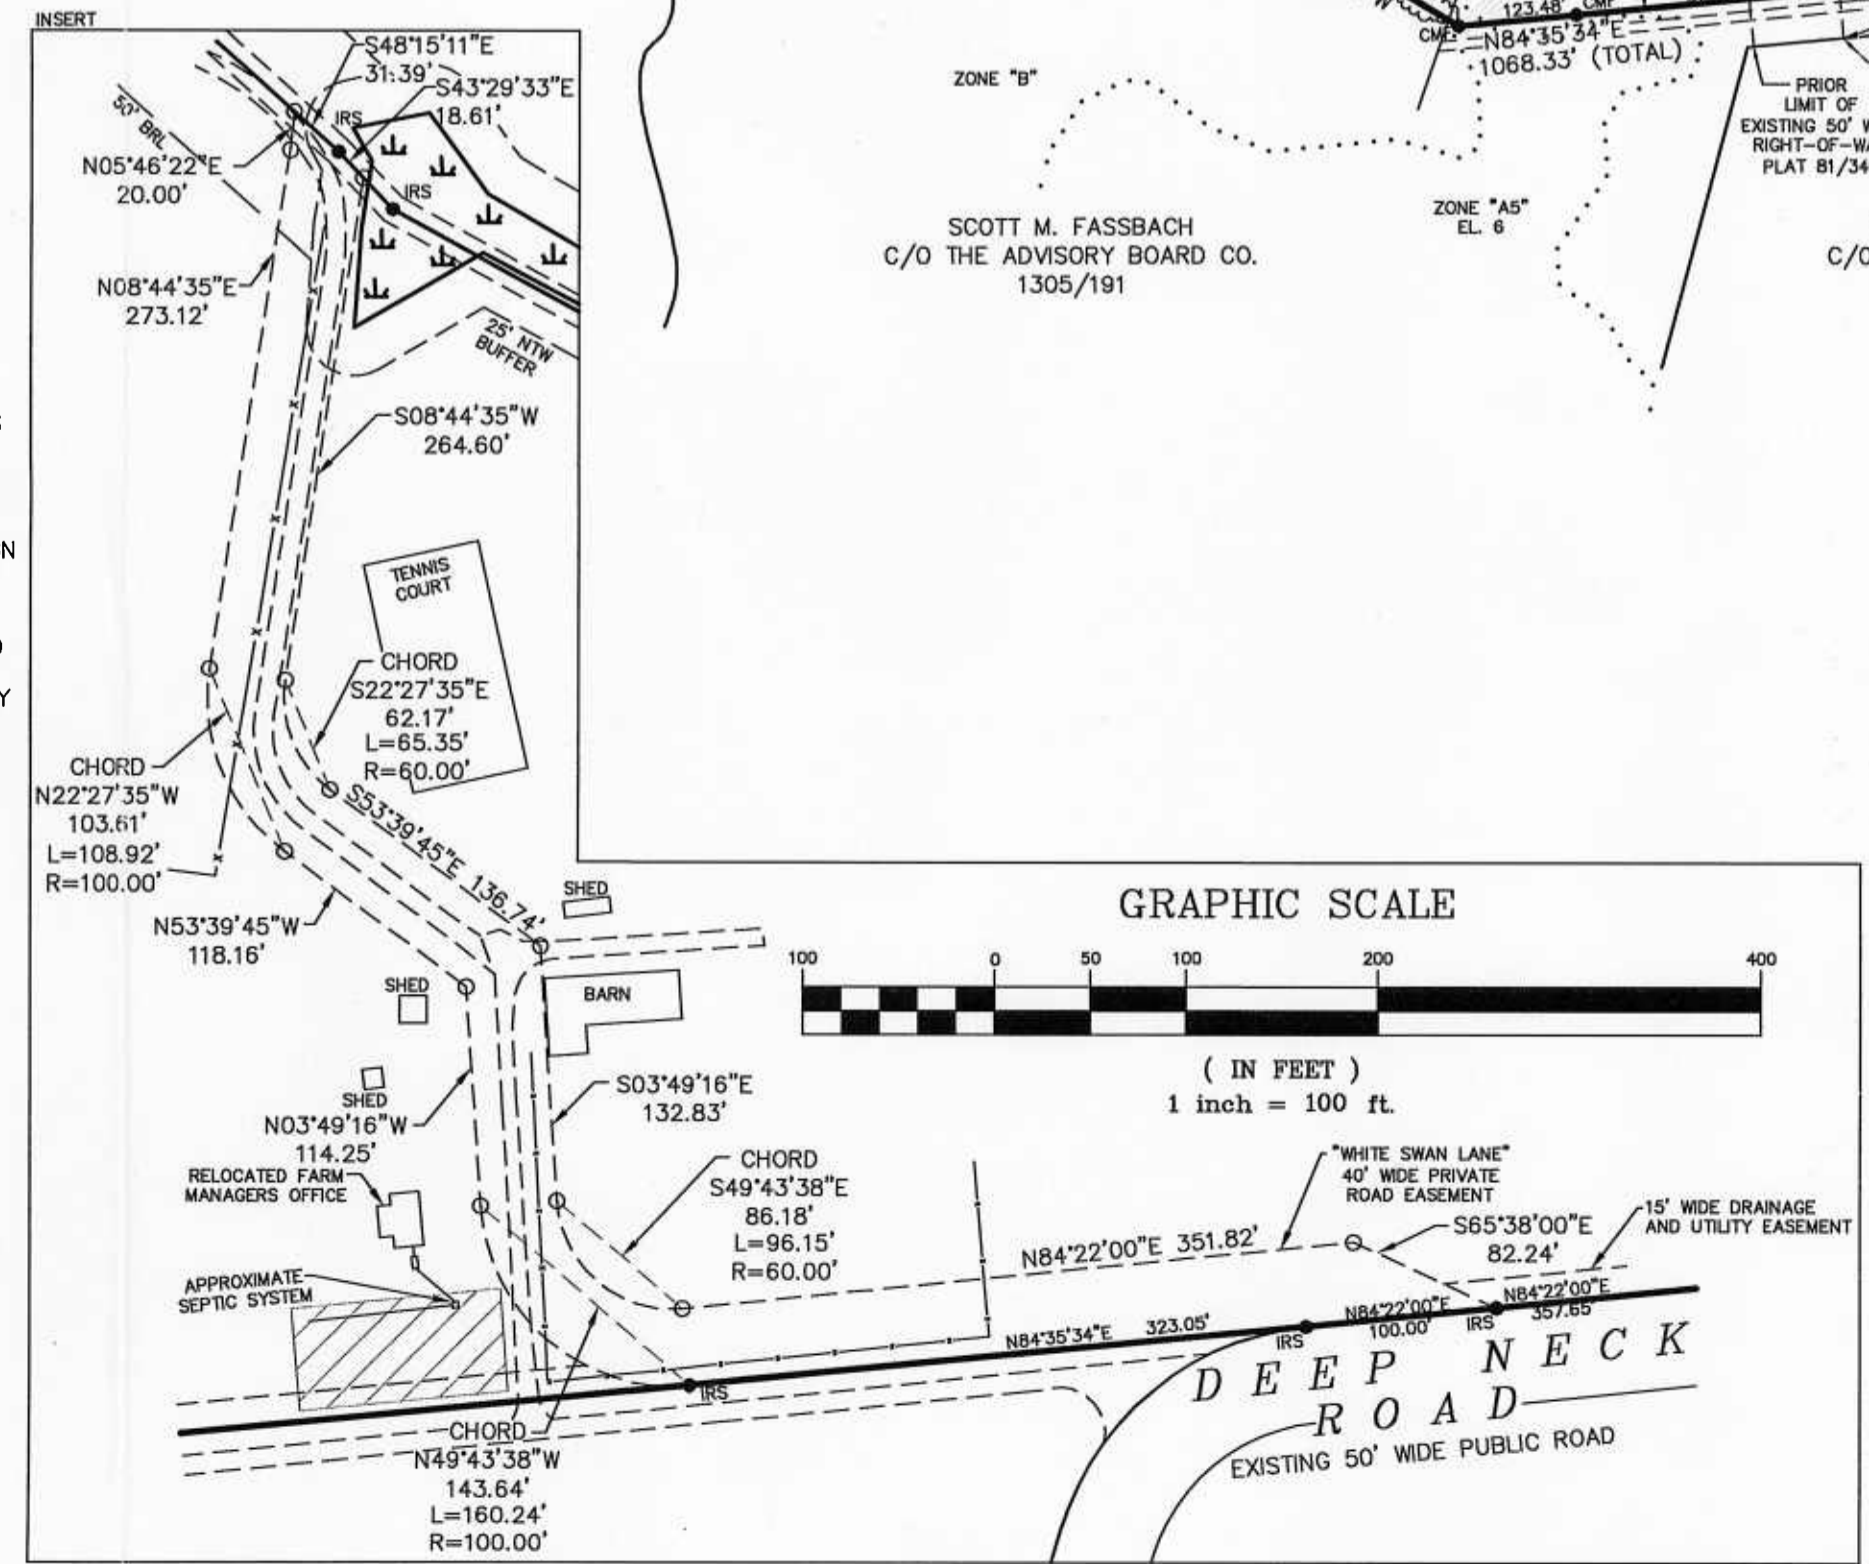 INSERT
S48°15'11"E
31.39'
S43°29'33"E
18.61'
IRS
IRS
50' BRL
N05°46'22"E
20.00'
N08°44'35"E
273.12'
25' NTW
BUFFER
S08°44'35"W
264.60'
TENNIS
COURT
CHORD
S22°27'35"E
62.17'
L=65.35'
R=60.00'
CHORD
N22°27'35"W
103.61'
L=108.92'
R=100.00'
S53°39'45"E 136.74'
N53°39'45"W
118.16'
SHED
SHED
BARN
SHED
N03°49'16"W
114.25'
S03°49'16"E
132.83'
RELOCATED FARM
MANAGERS OFFICE
APPROXIMATE
SEPTIC SYSTEM
CHORD
S49°43'38"E
86.18'
L=96.15'
R=60.00'
CHORD
N49°43'38"W
143.64'
L=160.24'
R=100.00'
IRS
N84°22'00"E 351.82'
N84°35'34"E 323.05'
IRS
N84°22'00"E
100.00'
IRS
N84°22'00"E
357.65'
"WHITE SWAN LANE"
40' WIDE PRIVATE
ROAD EASEMENT
S65°38'00"E
82.24'
15' WIDE DRAINAGE
AND UTILITY EASEMENT
DEEP NECK
ROAD
EXISTING 50' WIDE PUBLIC ROAD
GRAPHIC SCALE
100 0 50 100 200 400
( IN FEET )
1 inch = 100 ft.
ZONE "B"
SCOTT M. FASSBACH
C/O THE ADVISORY BOARD CO.
1305/191
ZONE "A5"
EL. 6
123.48'
CMF
CMF
N84°35'34"E
1068.33' (TOTAL)
PRIOR
LIMIT OF
EXISTING 50' W
RIGHT-OF-WA
PLAT 81/34
C/O
N
Y